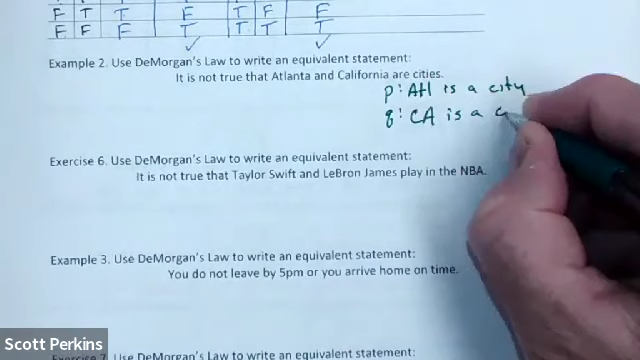 F T T F T F F
F F F T T T T
Example 2. Use DeMorgan's Law to write an equivalent statement:
It is not true that Atlanta and California are cities.
p: Atl is a city
q: CA is a c
Exercise 6. Use DeMorgan's Law to write an equivalent statement:
It is not true that Taylor Swift and LeBron James play in the NBA.
Example 3. Use DeMorgan's Law to write an equivalent statement:
You do not leave by 5pm or you arrive home on time.
Scott Perkins
Exercise 7. Use DeMorgan's Law to write an equivalent statement: